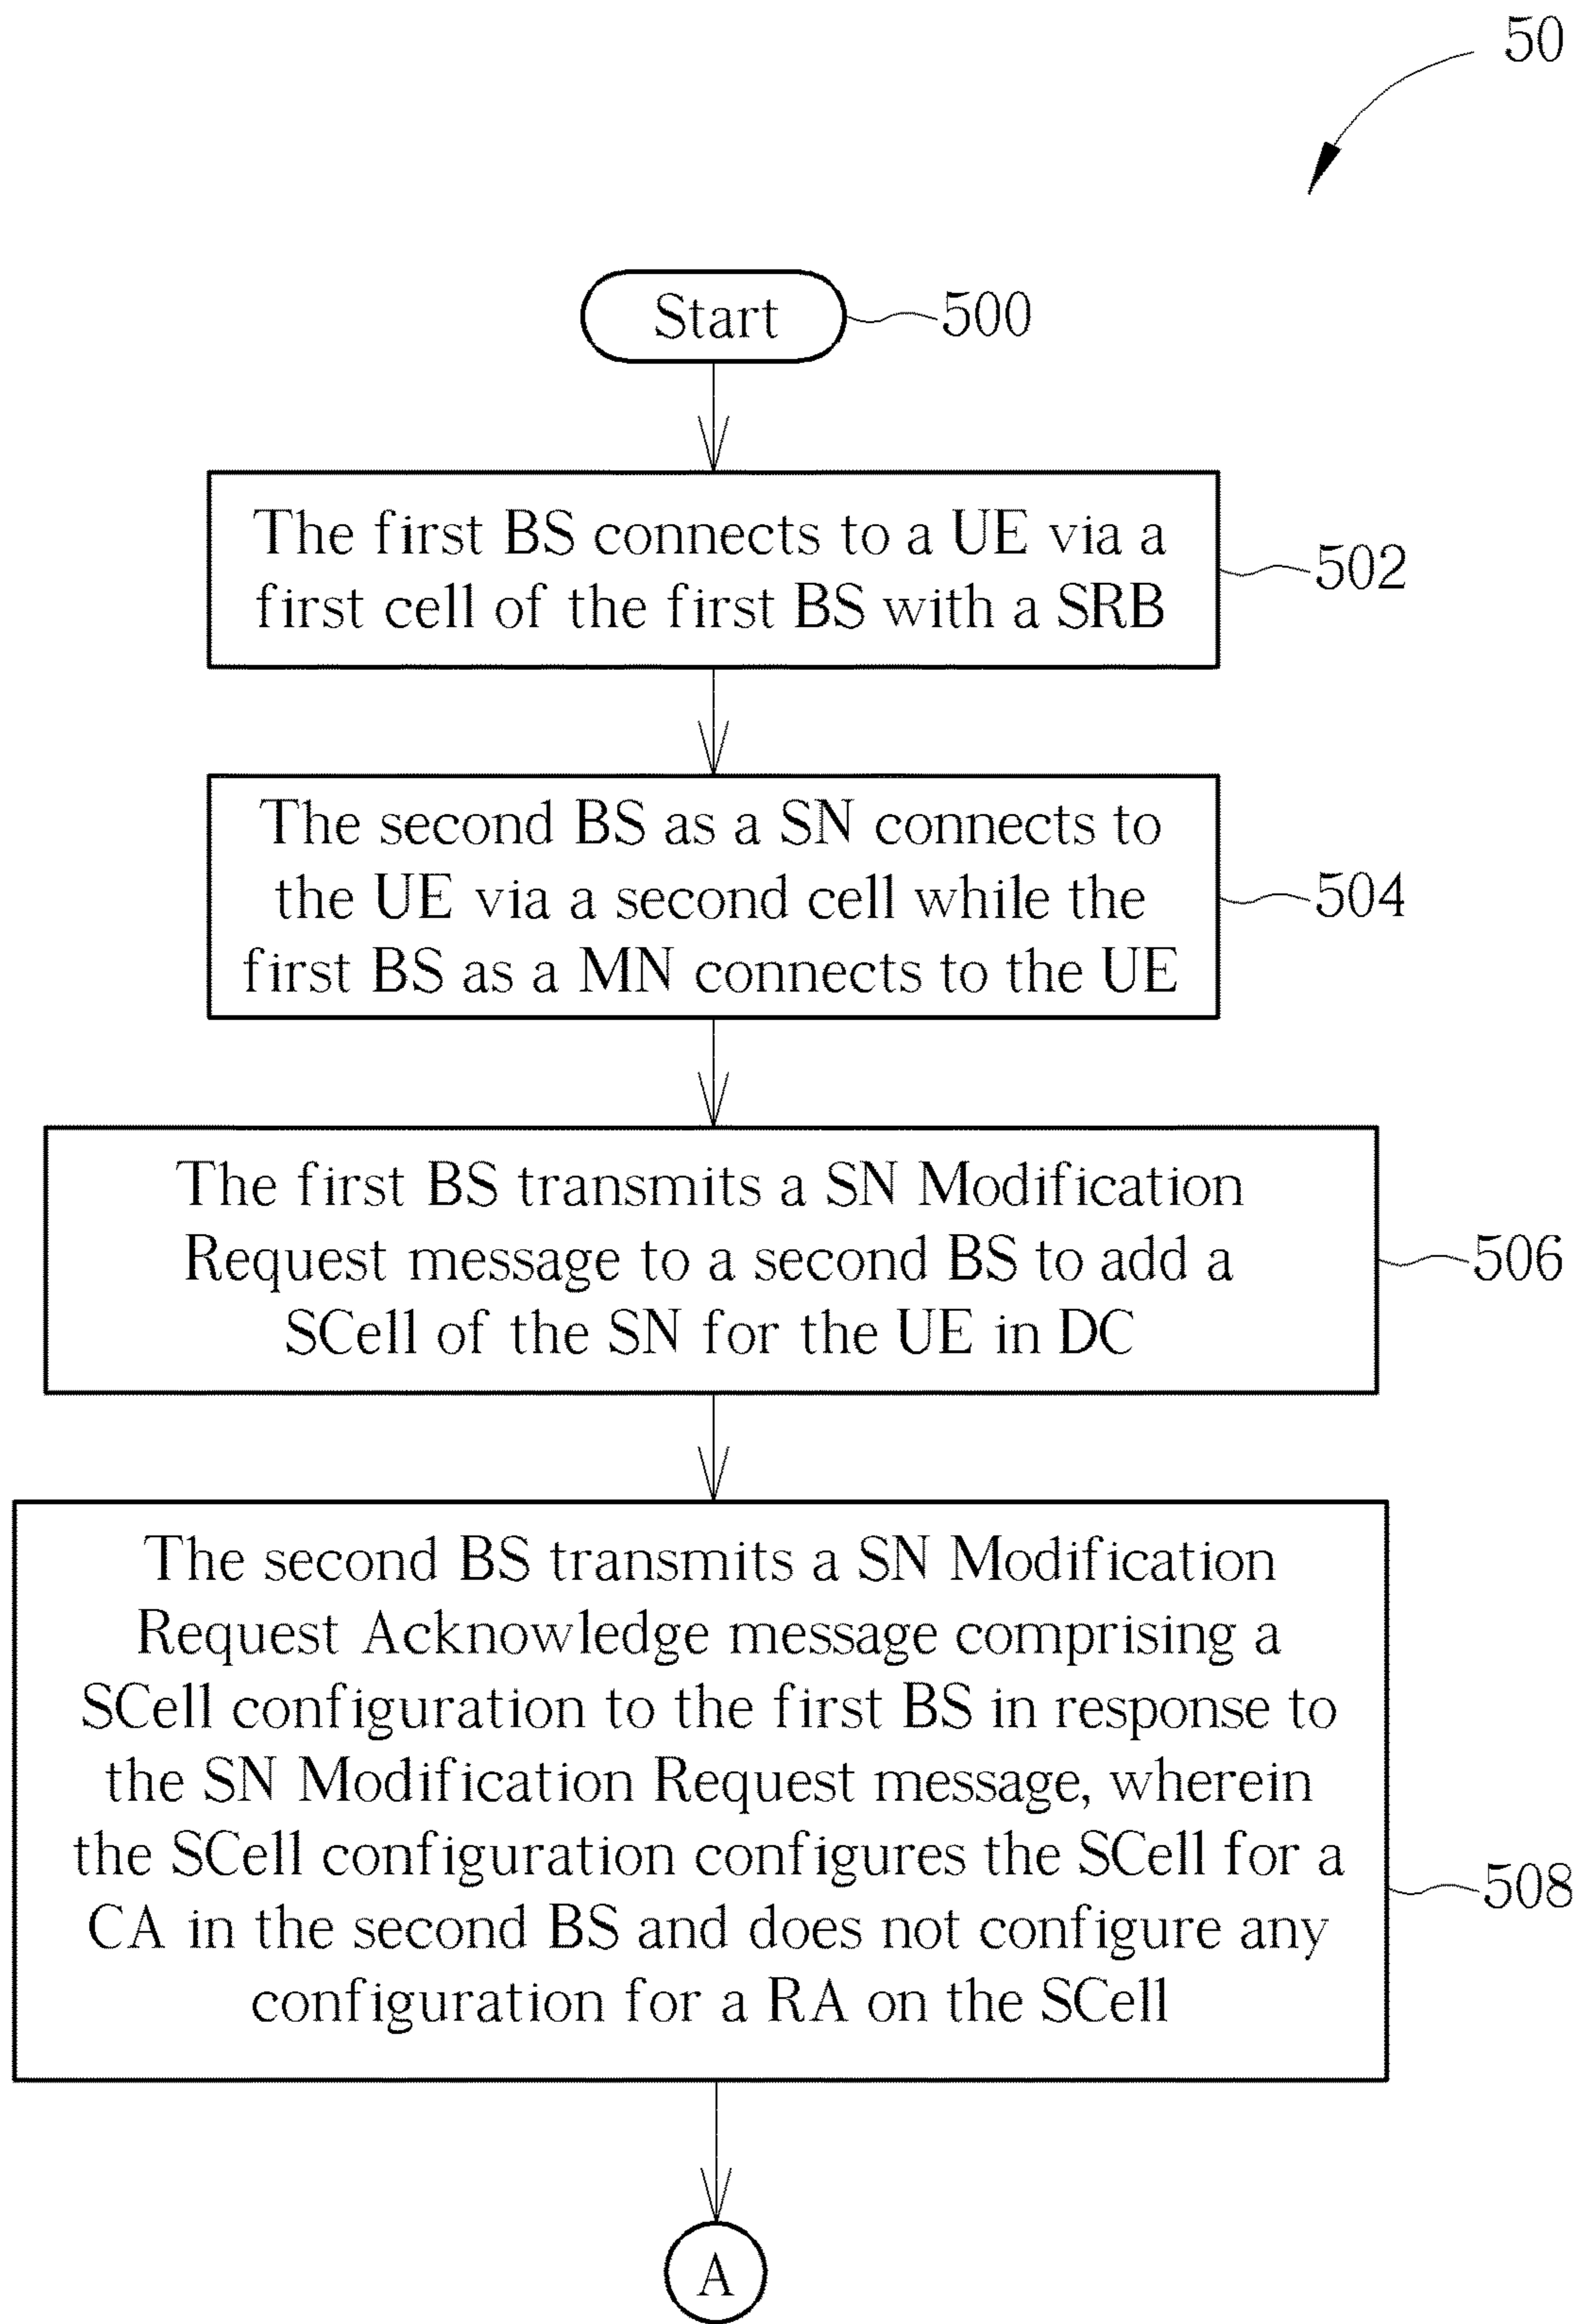 50
Start
500
The first BS connects to a UE via a
first cell of the first BS with a SRB
502
The second BS as a SN connects to
the UE via a second cell while the
first BS as a MN connects to the UE
504
The first BS transmits a SN Modification
Request message to a second BS to add a
SCell of the SN for the UE in DC
506
The second BS transmits a SN Modification
Request Acknowledge message comprising a
SCell configuration to the first BS in response to
the SN Modification Request message, wherein
the SCell configuration configures the SCell for a
CA in the second BS and does not configure any
configuration for a RA on the SCell
508
A